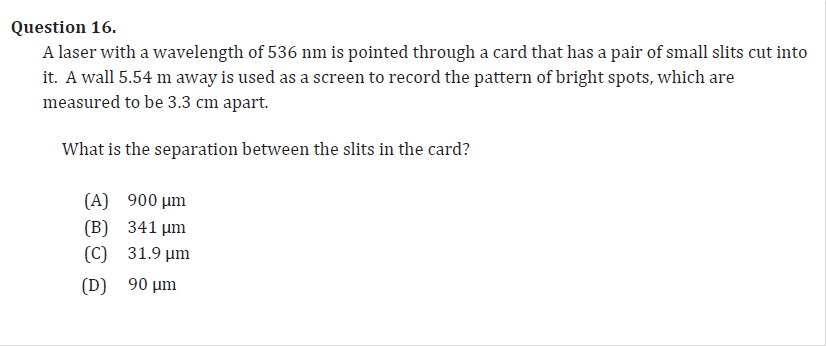 Question 16.
A laser with a wavelength of 536 nm is pointed through a card that has a pair of small slits cut into
it. A wall 5.54 m away is used as a screen to record the pattern of bright spots, which are
measured to be 3.3 cm apart.
What is the separation between the slits in the card?
(A) 900 μm
(B) 341 μm
(C) 31.9 μm
(D) 90 μm